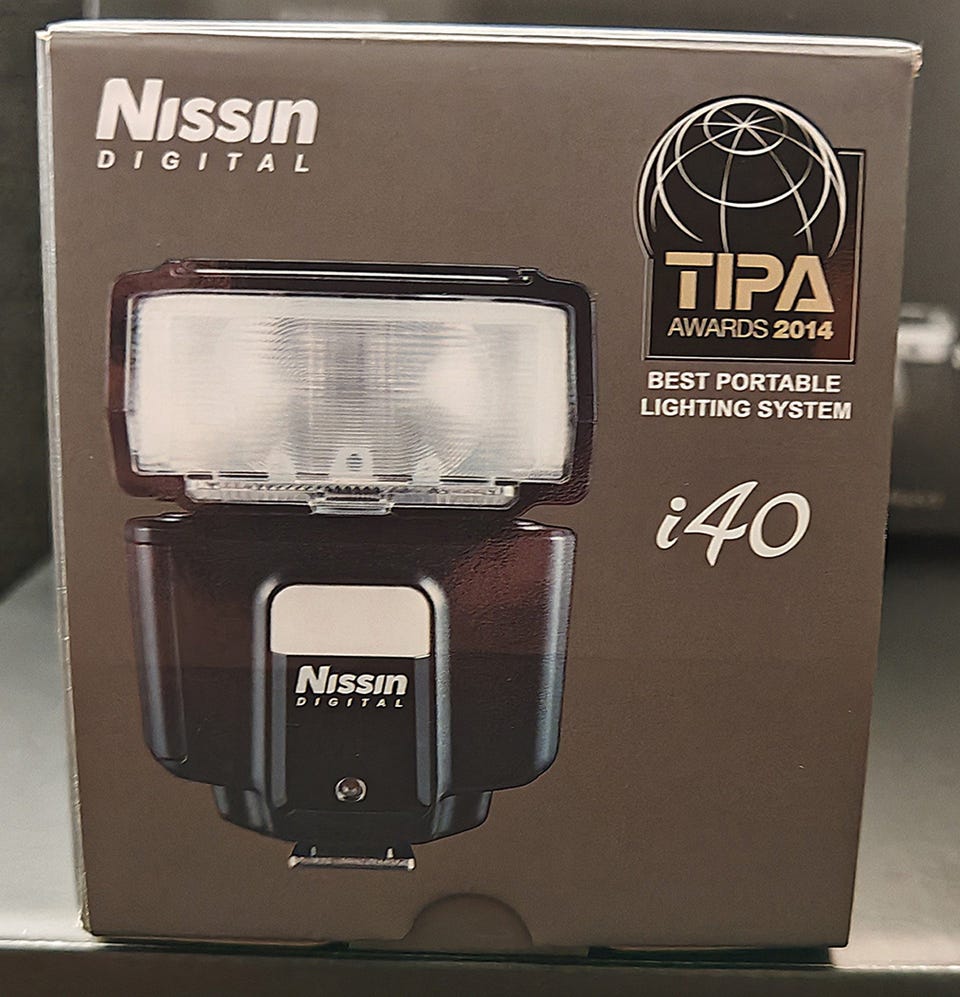 Nissin
DIGITAL
TIPA
AWARDS 2014
BEST PORTABLE
LIGHTING SYSTEM
i40
Nissin
DIGITAL